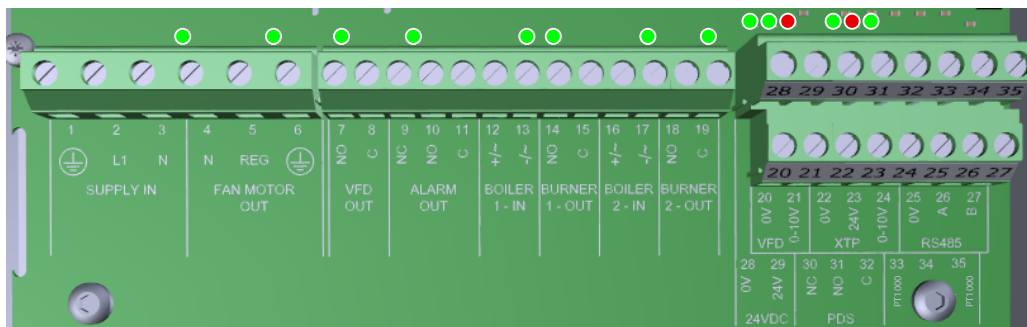 28 29 30 31 32 33 34 35
1 2 3 4 5 6 7 8 9 10 11 12 13 14 15 16 17 18 19
L1 N N REG NO C NC NO C +/~ -/~ NO C +/~ -/~ NO C
SUPPLY IN
FAN MOTOR
OUT
VFD
OUT
ALARM
OUT
BOILER
1 - IN
BURNER
1 - OUT
BOILER
2 - IN
BURNER
2 - OUT
20 21 22 23 24 25 26 27
20 21 22 23 24 25 26 27
0V 0-10V 0V 24V 0-10V 0V A B
VFD XTP RS485
28 29 30 31 32 33 34 35
0V 24V NC NO C PT1000 PT1000
24VDC PDS